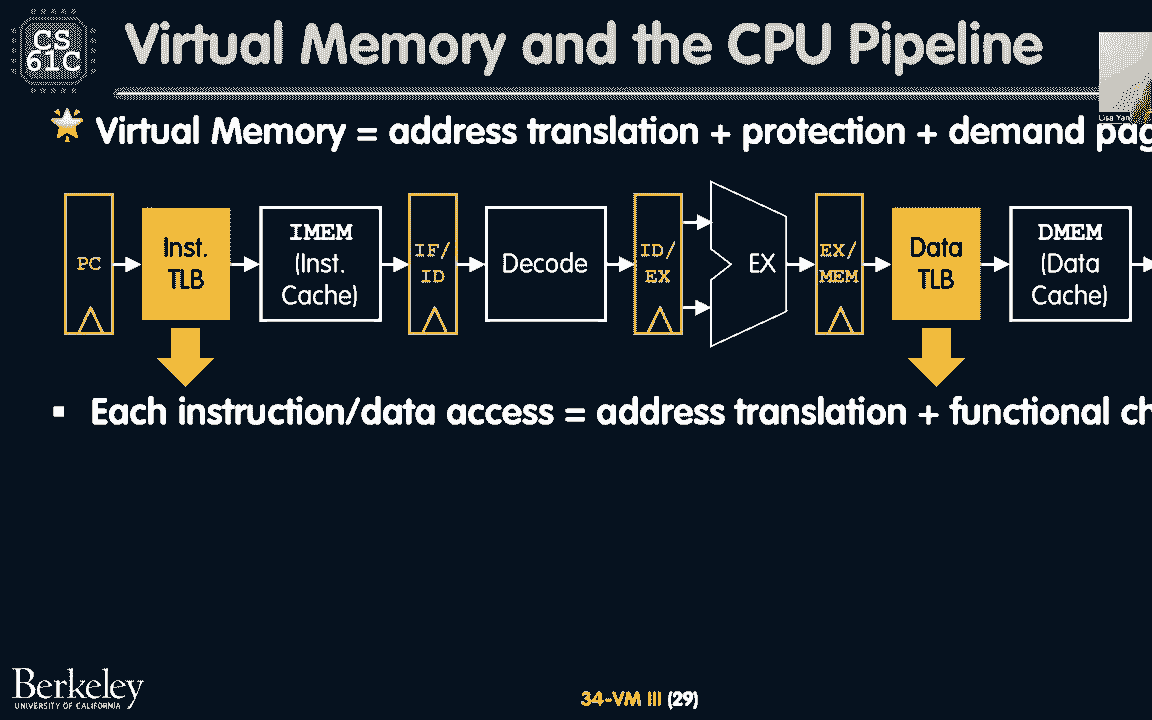 CS
61C
Virtual Memory and the CPU Pipeline
Virtual Memory = address translation + protection + demand pag
PC
Inst.
TLB
IMEM
(Inst.
Cache)
IF/
ID
Decode
ID/
EX
EX
EX/
MEM
Data
TLB
DMEM
(Data
Cache)
Each instruction/data access = address translation + functional ch
Berkeley
UNIVERSITY OF CALIFORNIA
34-VM III (29)
Lisa Yan